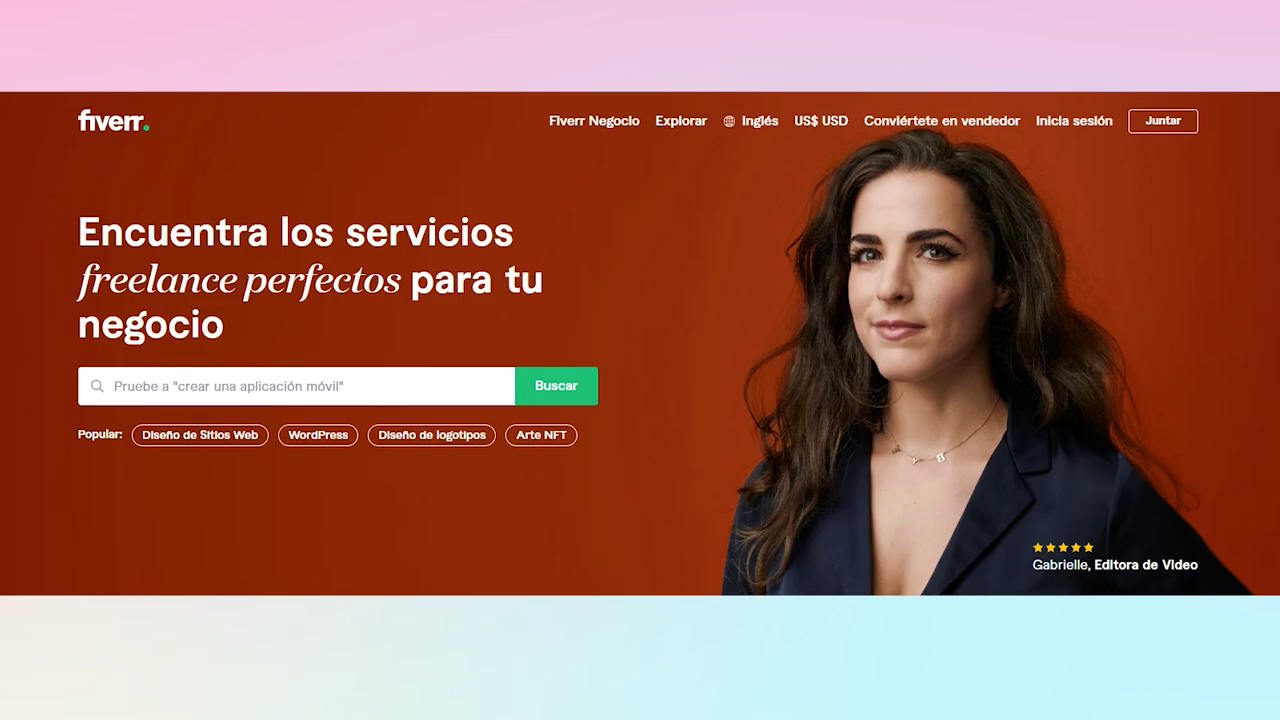 fiverr.
Fiverr Negocio Explorar Inglés US$ USD Conviértete en vendedor Inicia sesión Juntar
Encuentra los servicios
freelance perfectos para tu
negocio
Pruebe a "crear una aplicación móvil" Buscar
Popular: Diseño de Sitios Web WordPress Diseño de logotipos Arte NFT
Gabrielle, Editora de Video